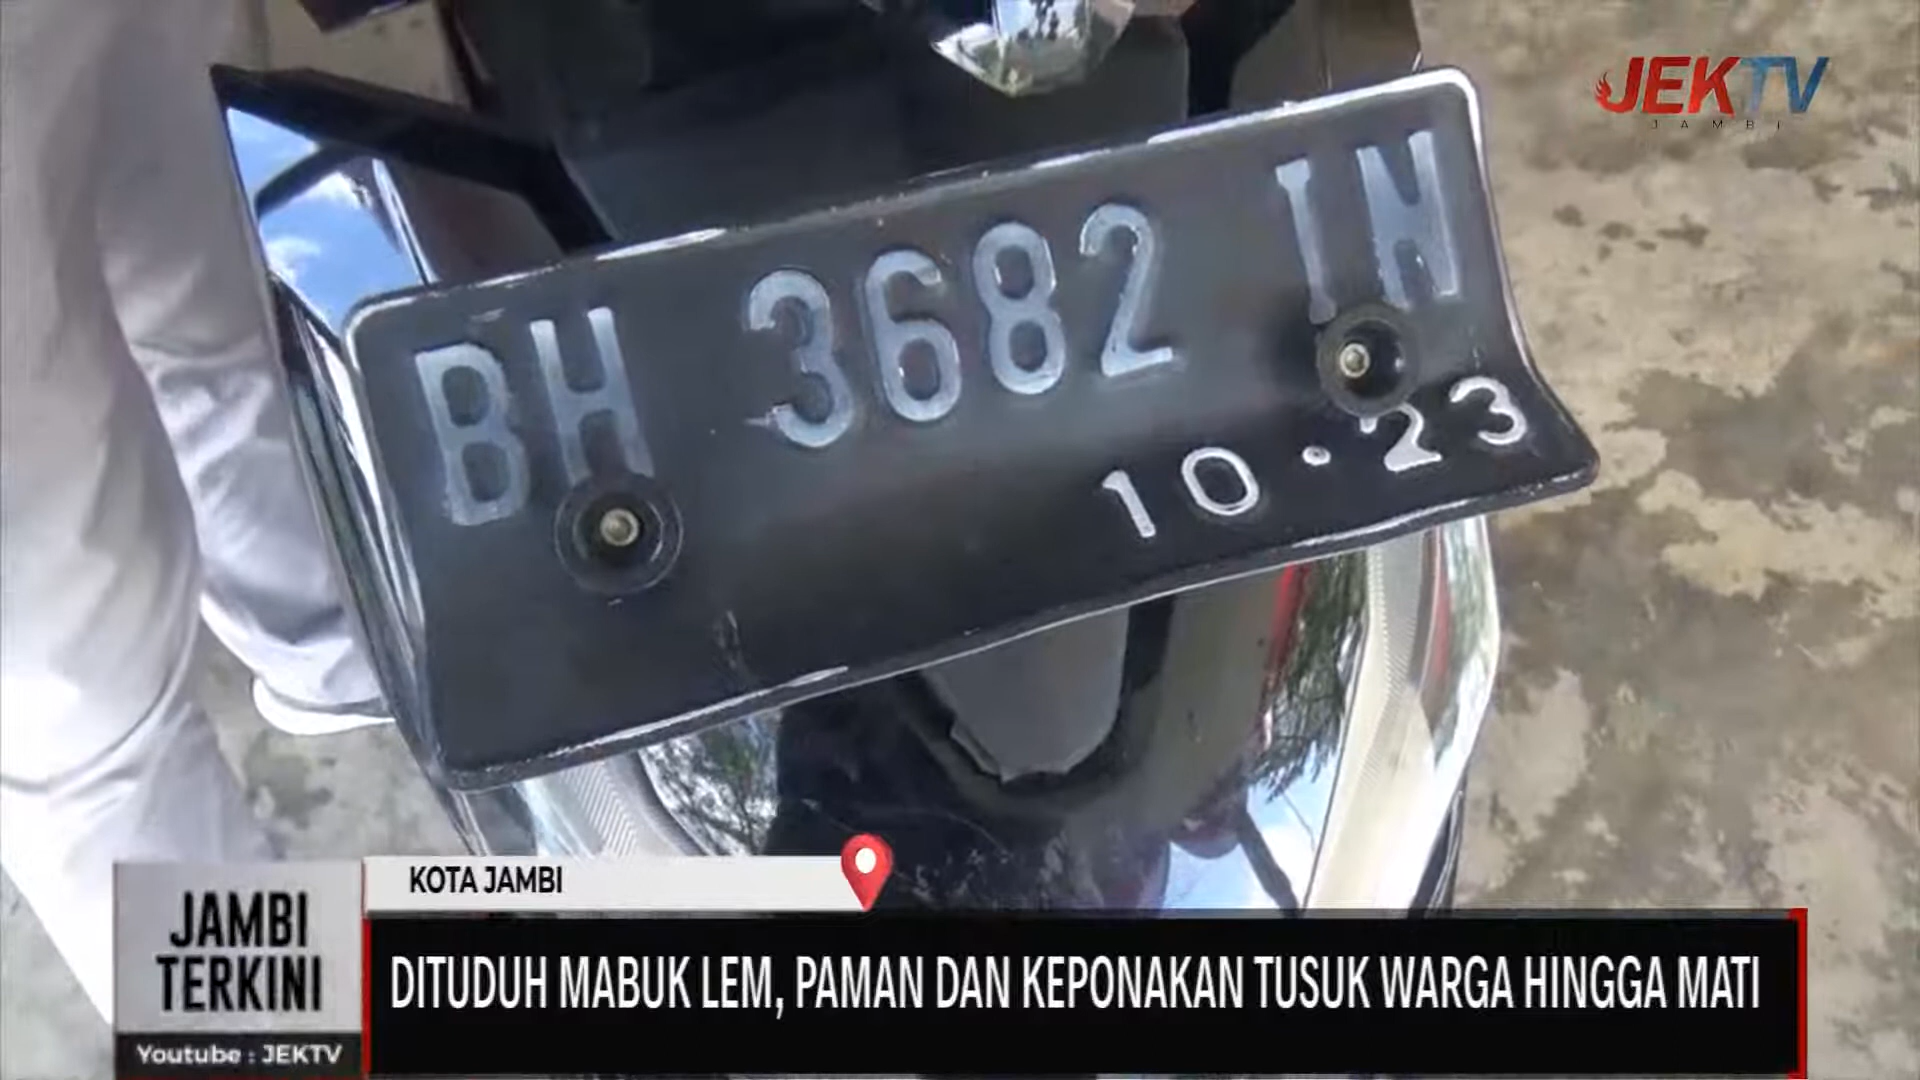 JEKTV
JAMBI
BH 3682 IN
10 · 23
KOTA JAMBI
JAMBI
TERKINI
DITUDUH MABUK LEM, PAMAN DAN KEPONAKAN TUSUK WARGA HINGGA MATI
Youtube : JEKTV